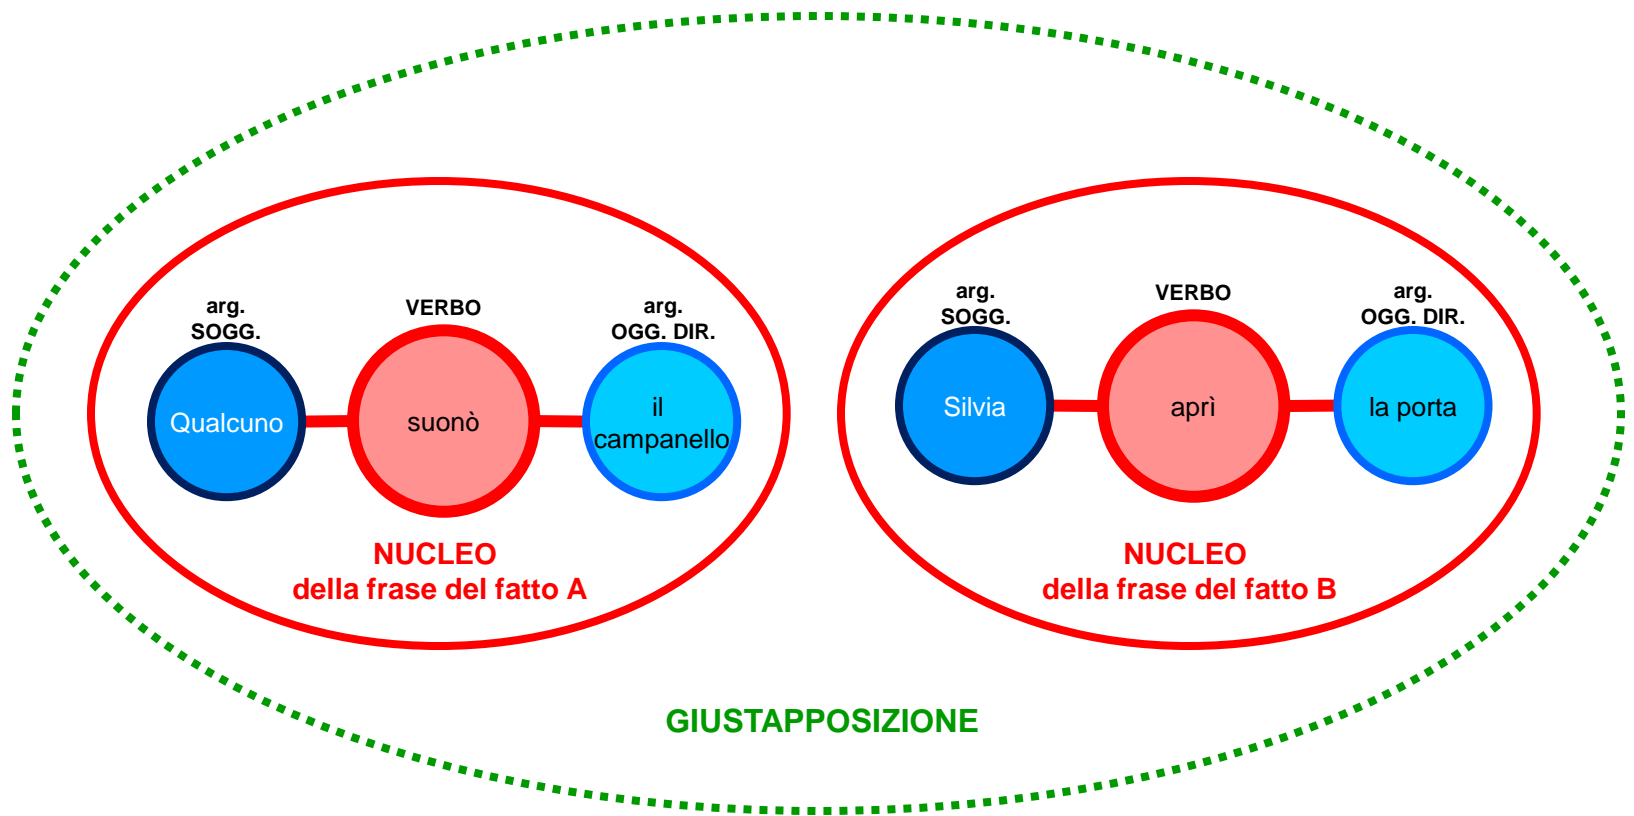 arg.
SOGG.
VERBO
arg.
OGG. DIR.
Qualcuno
suonò
il
campanello
NUCLEO
della frase del fatto A
arg.
SOGG.
VERBO
arg.
OGG. DIR.
Silvia
aprì
la porta
NUCLEO
della frase del fatto B
GIUSTAPPOSIZIONE